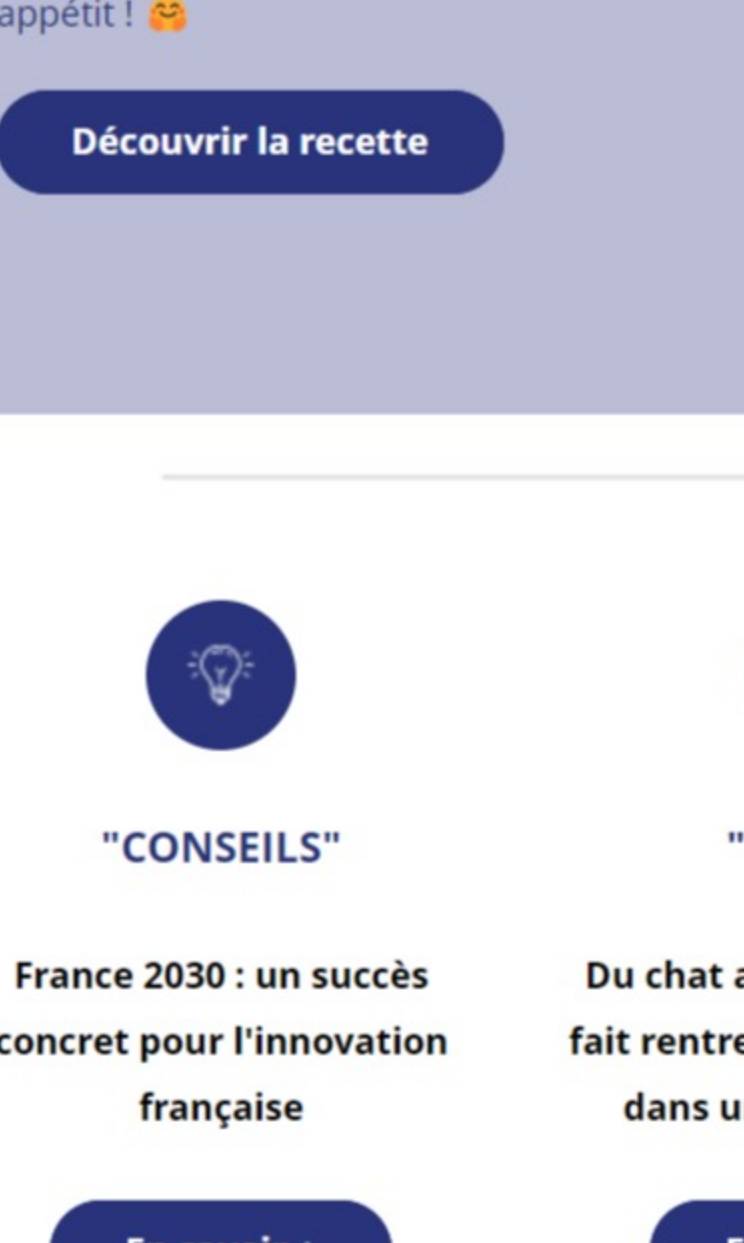 appétit ! 🤗
Découvrir la recette
"CONSEILS"
"
France 2030 : un succès
concret pour l'innovation
française
Du chat
fait rentre
dans u